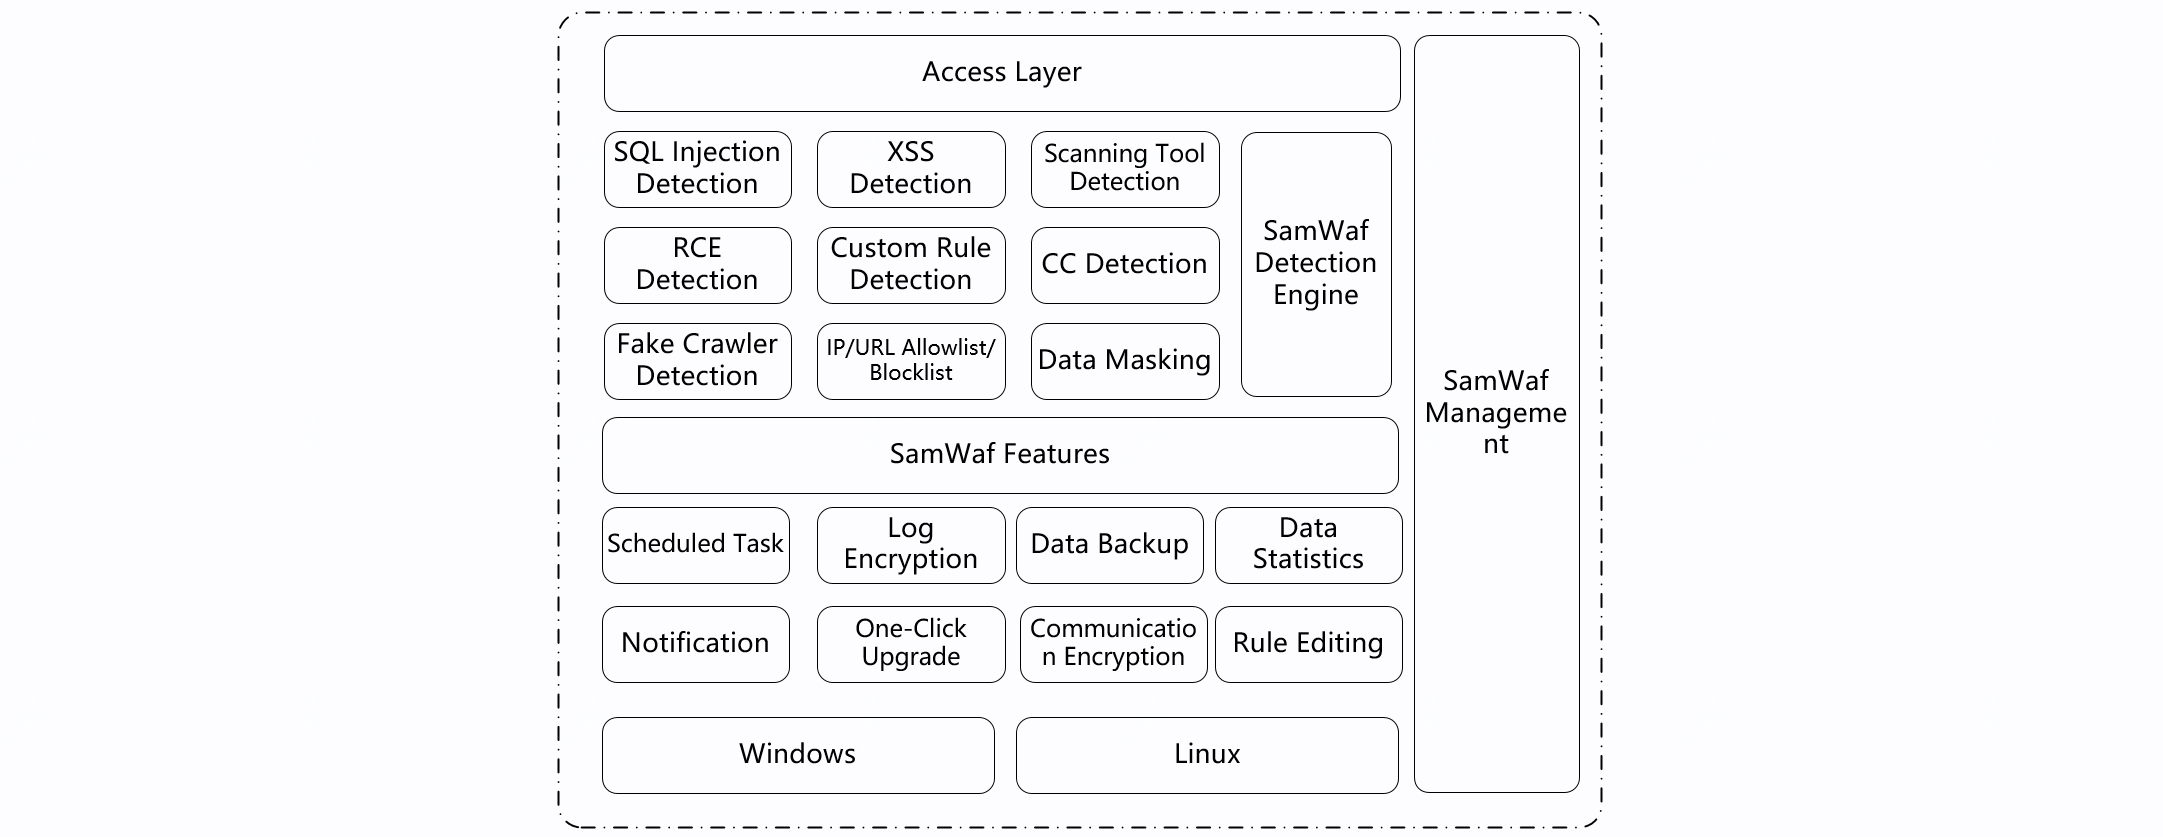 Access Layer
SQL Injection
Detection
XSS
Detection
Scanning Tool
Detection
RCE
Detection
Custom Rule
Detection
CC Detection
Fake Crawler
Detection
IP/URL Allowlist/
Blocklist
Data Masking
SamWaf
Detection
Engine
SamWaf Features
Scheduled Task
Log
Encryption
Data Backup
Data
Statistics
Notification
One-Click
Upgrade
Communicatio
n Encryption
Rule Editing
Windows
Linux
SamWaf
Manageme
nt